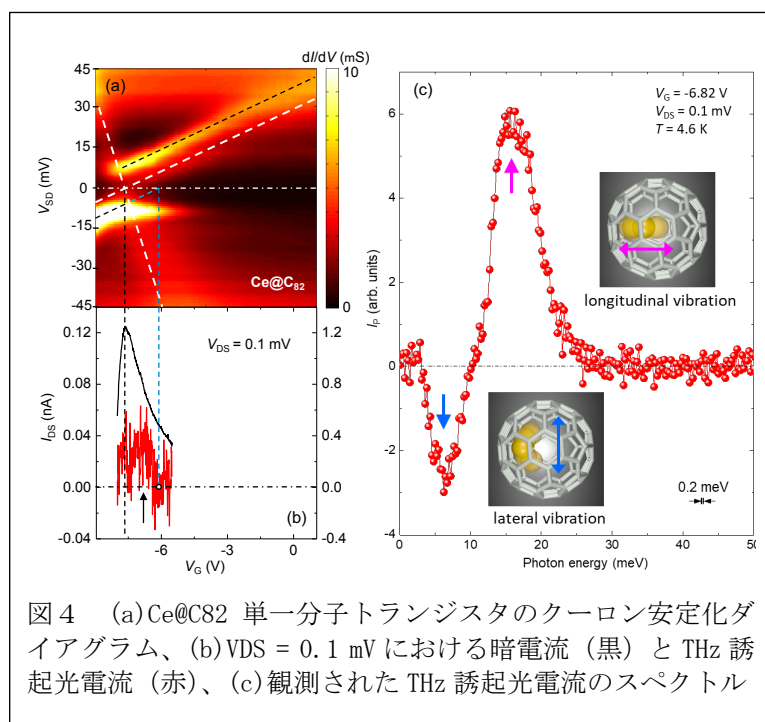 dI/dV (mS)
(a)
10
0
45
30
15
0
-15
-30
-45
V_SD (mV)
Ce@C82
V_DS = 0.1 mV
0.12
0.08
0.04
0.00
-0.04
I_DS (nA)
1.2
0.8
0.4
0.0
-0.4
(b)
-6
-3
0
V_G (V)
(c)
V_G = -6.82 V
V_DS = 0.1 mV
T = 4.6 K
6
4
2
0
-2
-4
I_P (arb. units)
longitudinal vibration
lateral vibration
0.2 meV
0
10
20
30
40
50
Photon energy (meV)
図4 (a)Ce@C82 単一分子トランジスタのクーロン安定化ダ
イアグラム、(b)VDS = 0.1 mV における暗電流（黒）と THz 誘
起光電流（赤）、(c)観測された THz 誘起光電流のスペクトル